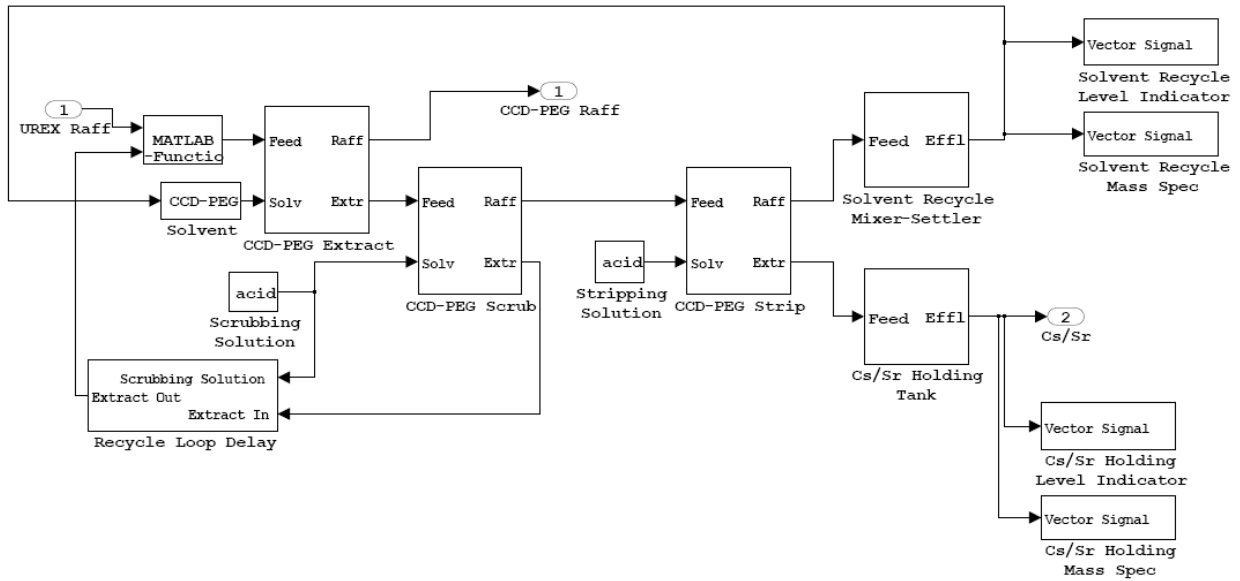 Vector Signal
Solvent Recycle
Level Indicator
1
UREX Raff
1
CCD-PEG Raff
MATLAB
-Functio
Feed
Raff
Solv
Extr
CCD-PEG Extract
CCD-PEG
Solvent
Feed
Raff
Solv
Extr
CCD-PEG Scrub
acid
Scrubbing
Solution
acid
Stripping
Solution
Feed
Raff
Solv
Extr
CCD-PEG Strip
Feed
Effl
Solvent Recycle
Mixer-Settler
Vector Signal
Solvent Recycle
Mass Spec
Feed
Effl
Cs/Sr Holding
Tank
2
Cs/Sr
Scrubbing Solution
Extract Out
Extract In
Recycle Loop Delay
Vector Signal
Cs/Sr Holding
Level Indicator
Vector Signal
Cs/Sr Holding
Mass Spec